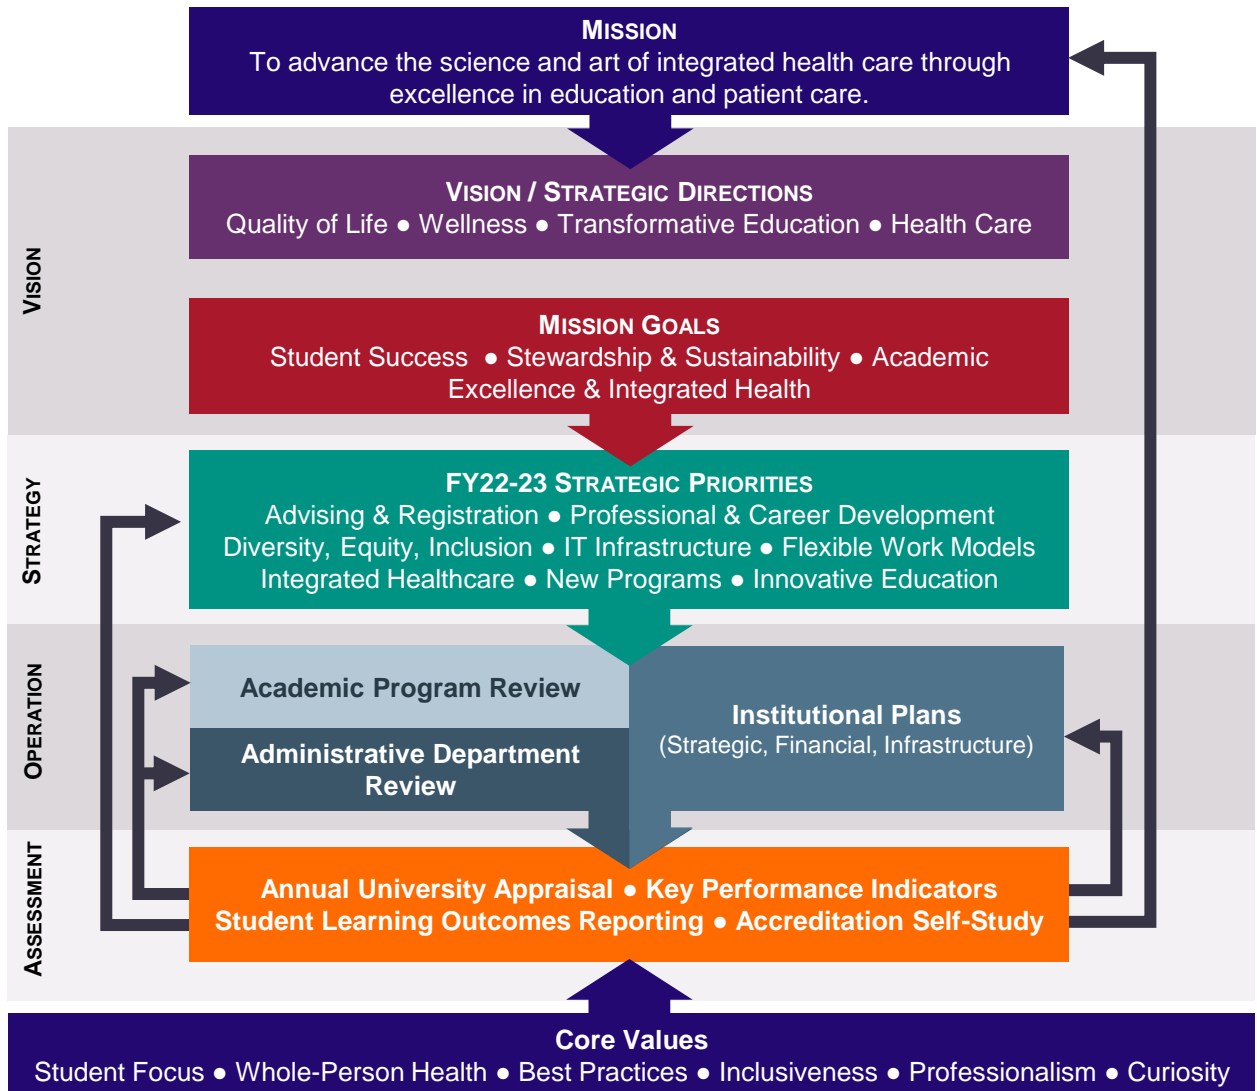 MISSION
To advance the science and art of integrated health care through
excellence in education and patient care.
VISION
VISION / STRATEGIC DIRECTIONS
Quality of Life ● Wellness ● Transformative Education ● Health Care
MISSION GOALS
Student Success ● Stewardship & Sustainability ● Academic
Excellence & Integrated Health
STRATEGY
FY22-23 STRATEGIC PRIORITIES
Advising & Registration ● Professional & Career Development
Diversity, Equity, Inclusion ● IT Infrastructure ● Flexible Work Models
Integrated Healthcare ● New Programs ● Innovative Education
OPERATION
Academic Program Review
Administrative Department
Review
Institutional Plans
(Strategic, Financial, Infrastructure)
ASSESSMENT
Annual University Appraisal ● Key Performance Indicators
Student Learning Outcomes Reporting ● Accreditation Self-Study
Core Values
Student Focus ● Whole-Person Health ● Best Practices ● Inclusiveness ● Professionalism ● Curiosity